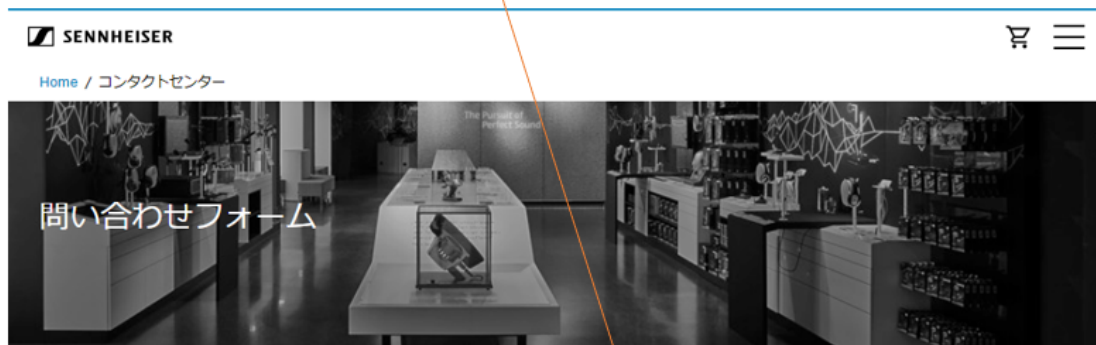 SENNHEISER
Home / コンタクトセンター
The Pursuit of
Perfect Sound
問い合わせフォーム